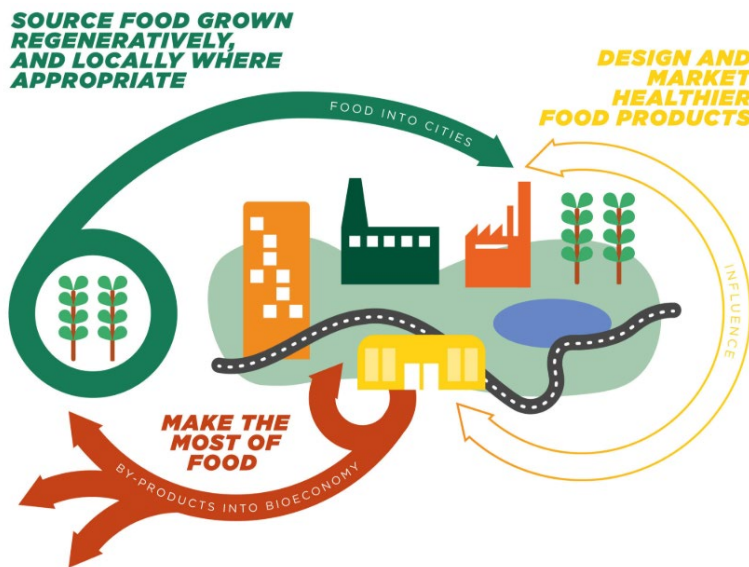 SOURCE FOOD GROWN
REGENERATIVELY,
AND LOCALLY WHERE
APPROPRIATE
FOOD INTO CITIES
DESIGN AND
MARKET
HEALTHIER
FOOD PRODUCTS
INFLUENCE
MAKE THE
MOST OF
FOOD
BY-PRODUCTS INTO BIOECONOMY